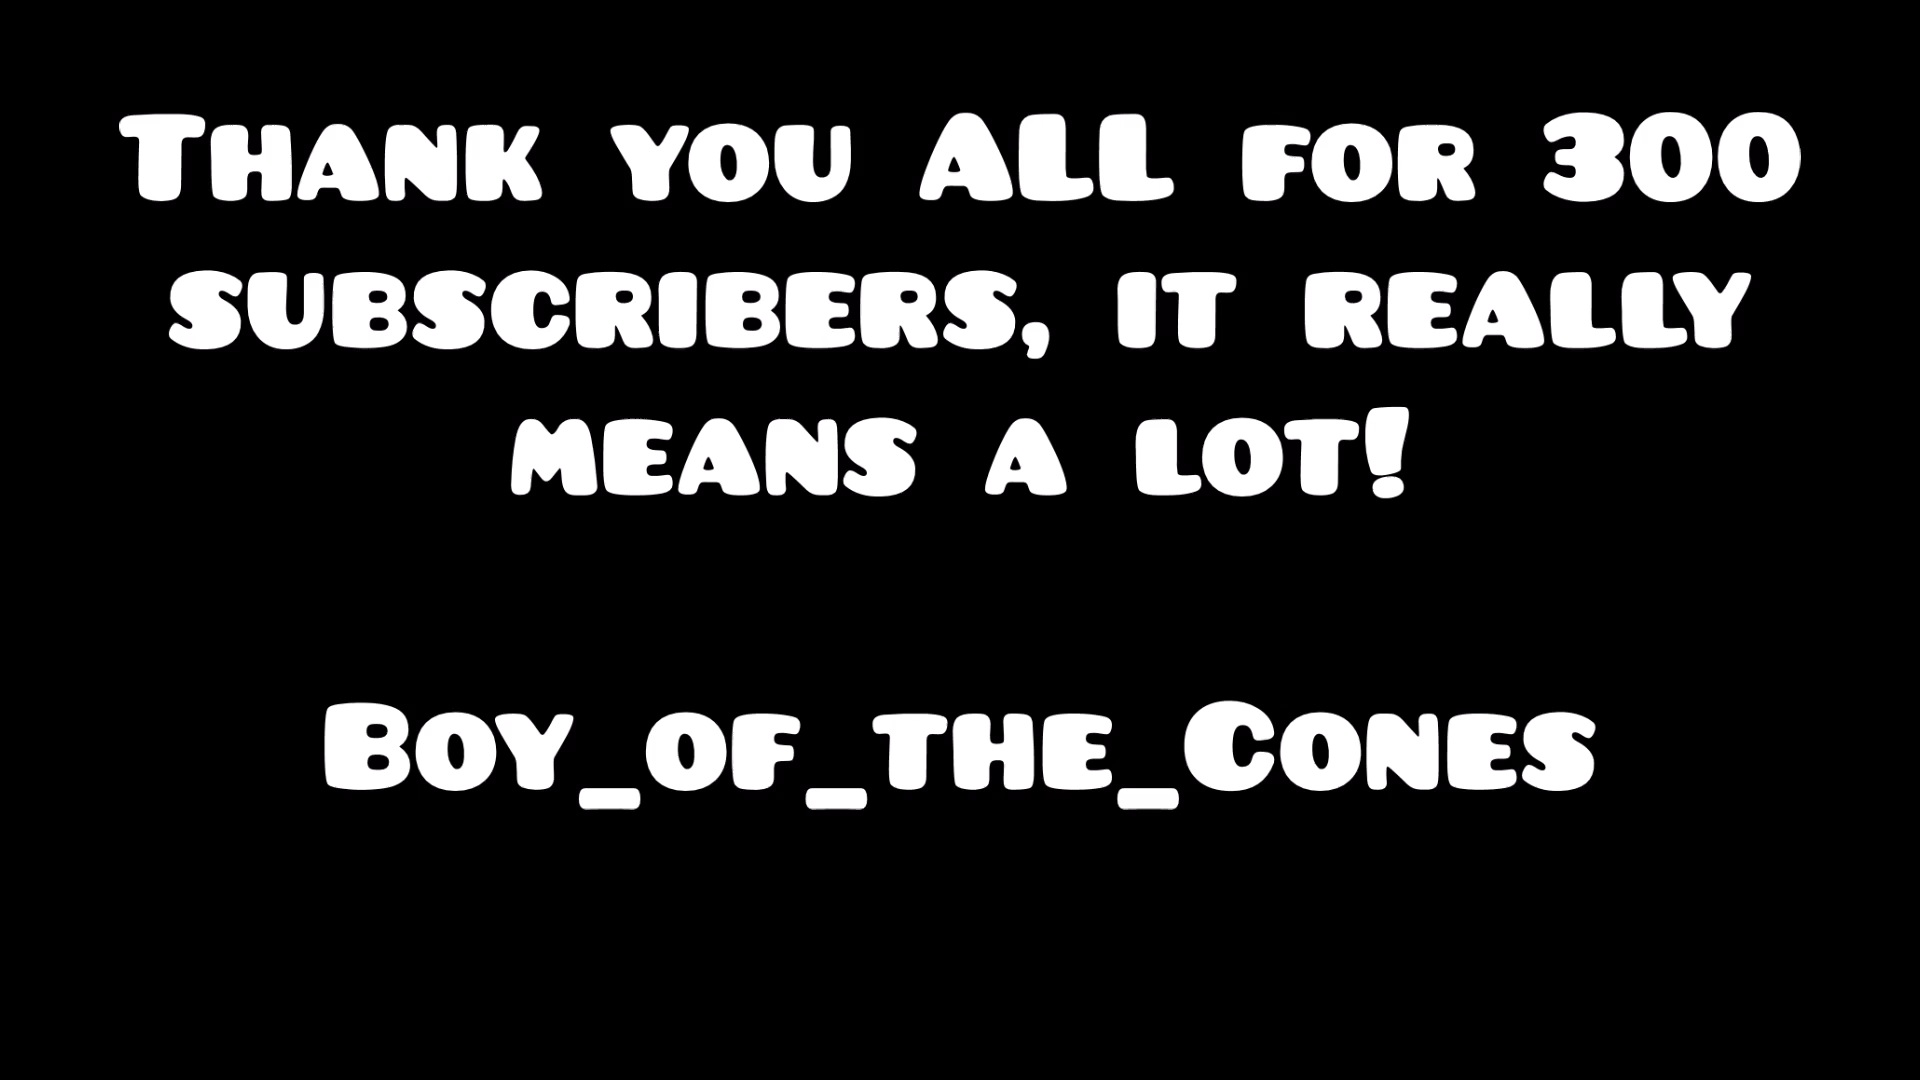 Thank you ALL for 300
subscribers, it really
means a lot!
Boy_of_the_Cones